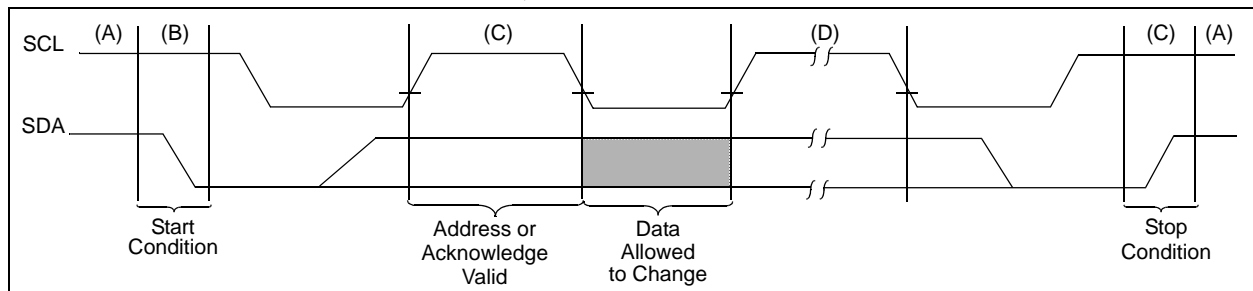 (A) (B) (C) (D) (C) (A)
SCL
SDA
Start
Condition
Address or
Acknowledge
Valid
Data
Allowed
to Change
Stop
Condition